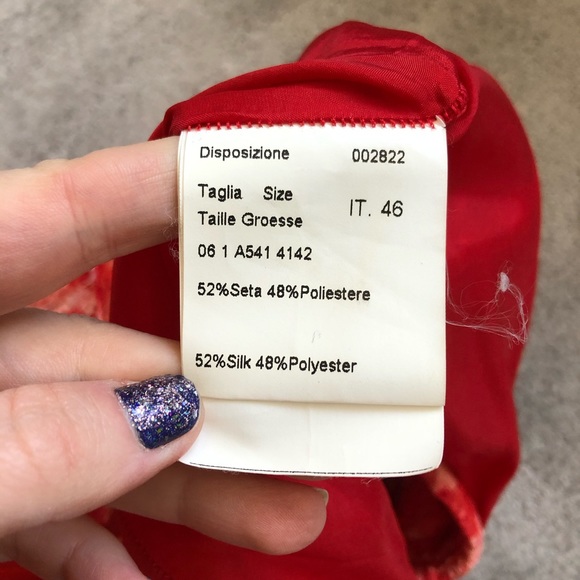 Disposizione 002822
Taglia Size
Taille Groesse IT. 46
06 1 A541 4142
52%Seta 48%Poliestere
52%Silk 48%Polyester